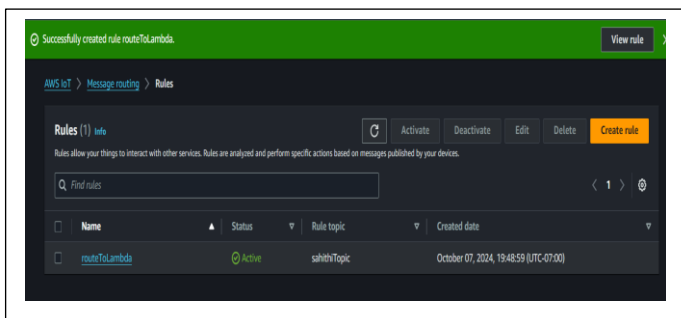 Successfully created rule routeToLambda.
View rule
AWS IoT > Message routing > Rules
Rules (1) Info
Activate Deactivate Edit Delete Create rule
Rules allow your things to interact with other services. Rules are analyzed and perform specific actions based on messages published by your devices.
Find rules
1
Name Status Rule topic Created date
routeToLambda Active sahithiTopic October 07, 2024, 19:48:59 (UTC-07:00)